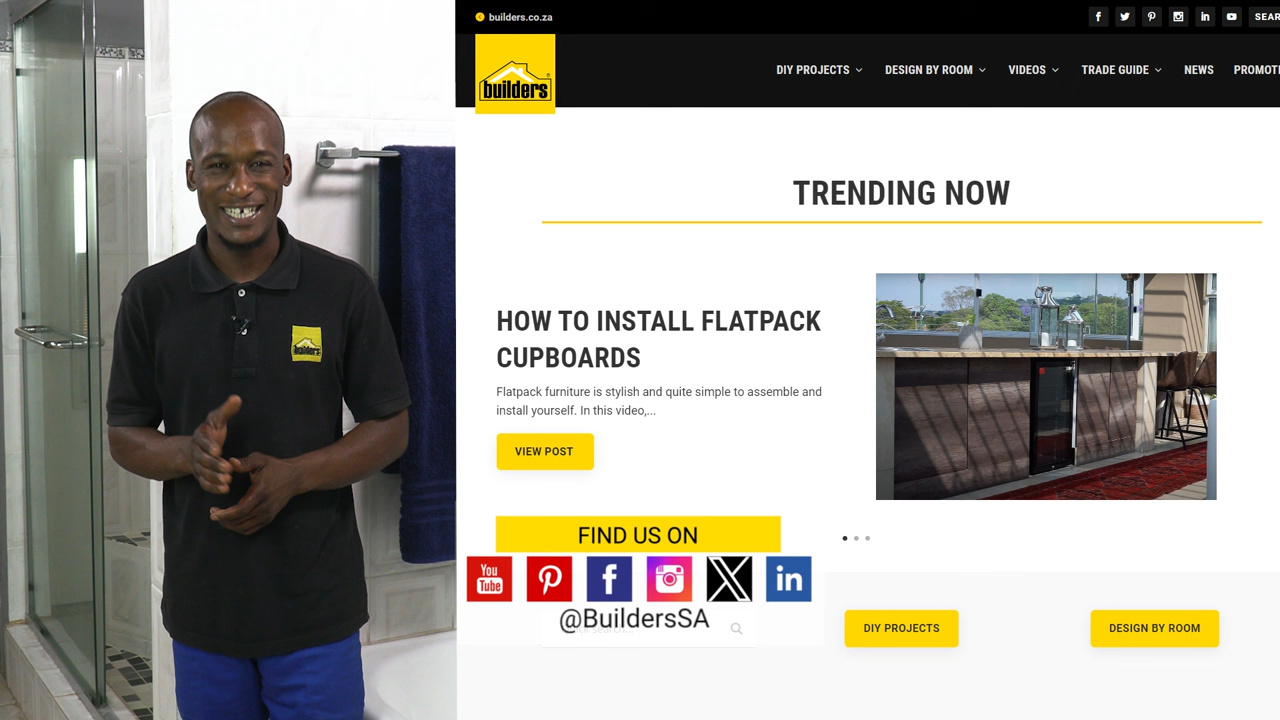 builders.co.za
SEAR
builders
DIY PROJECTS
DESIGN BY ROOM
VIDEOS
TRADE GUIDE
NEWS
PROMOTI
TRENDING NOW
HOW TO INSTALL FLATPACK
CUPBOARDS
Flatpack furniture is stylish and quite simple to assemble and
install yourself. In this video,...
VIEW POST
builders
FIND US ON
You
Tube
@BuildersSA
DIY PROJECTS
DESIGN BY ROOM